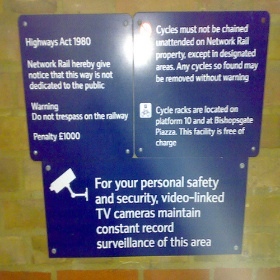 Highways Act 1980
Network Rail hereby give
notice that this way is not
dedicated to the public
Warning
Do not trespass on the railway
Penalty £1000
Cycles must not be chained
unattended on Network Rail
property, except in designated
areas. Any cycles so found may
be removed without warning
Cycle racks are located on
platform 10 and at Bishopsgate
Piazza. This facility is free of
charge
For your personal safety
and security, video-linked
TV cameras maintain
constant record
surveillance of this area